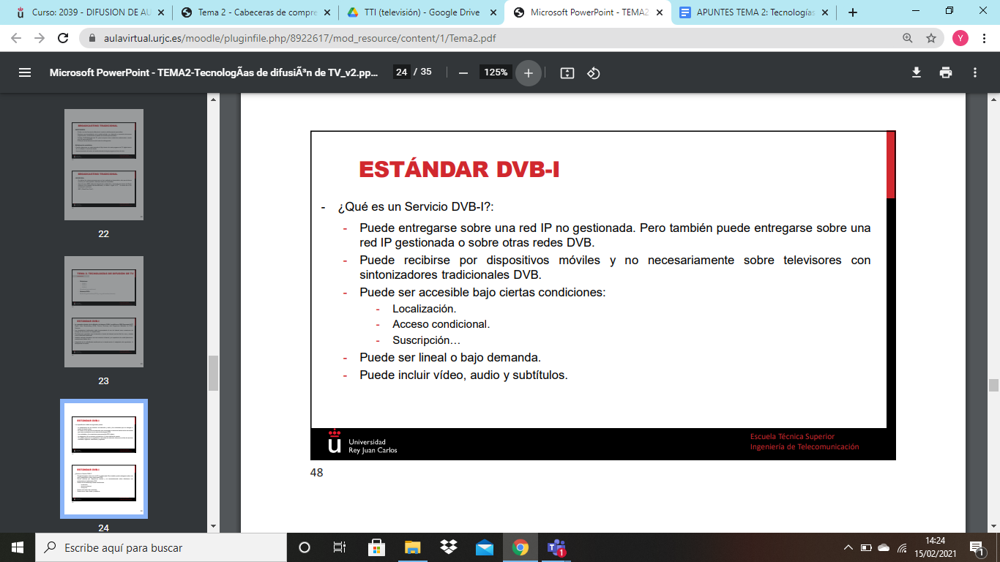 Curso: 2039 - DIFUSION DE AU
Tema 2 - Cabeceras de compre
TTI (televisión) - Google Drive
Microsoft PowerPoint - TEMA2
APUNTES TEMA 2: Tecnologías
aulavirtual.urjc.es/moodle/pluginfile.php/8922617/mod_resource/content/1/Tema2.pdf
Y
Microsoft PowerPoint - TEMA2-TecnologÃas de difusiÃ³n de TV_v2.pp...
24 / 35
125%
22
23
24
ESTÁNDAR DVB-I
- ¿Qué es un Servicio DVB-I?:
- Puede entregarse sobre una red IP no gestionada. Pero también puede entregarse sobre una
red IP gestionada o sobre otras redes DVB.
- Puede recibirse por dispositivos móviles y no necesariamente sobre televisores con
sintonizadores tradicionales DVB.
- Puede ser accesible bajo ciertas condiciones:
- Localización.
- Acceso condicional.
- Suscripción…
- Puede ser lineal o bajo demanda.
- Puede incluir vídeo, audio y subtítulos.
ü Universidad
Rey Juan Carlos
Escuela Técnica Superior
Ingeniería de Telecomunicación
48
Escribe aquí para buscar
1
14:24
15/02/2021
1